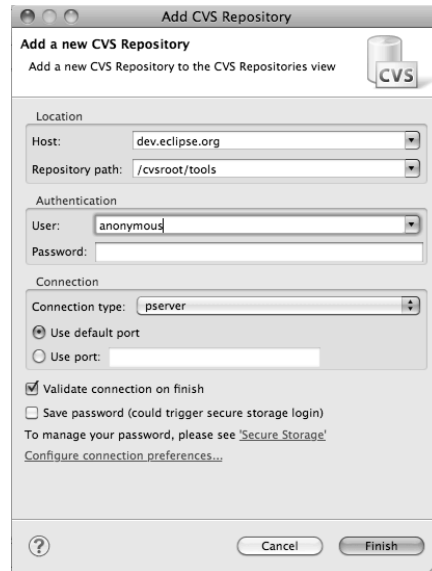 Add CVS Repository
Add a new CVS Repository
Add a new CVS Repository to the CVS Repositories view
CVS
Location
Host: dev.eclipse.org
Repository path: /cvsroot/tools
Authentication
User: anonymous
Password:
Connection
Connection type: pserver
Use default port
Use port:
Validate connection on finish
Save password (could trigger secure storage login)
To manage your password, please see 'Secure Storage'
Configure connection preferences...
?
Cancel
Finish